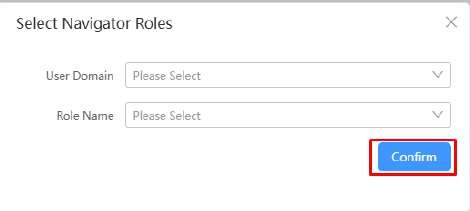 Select Navigator Roles
User Domain Please Select
Role Name Please Select
Confirm